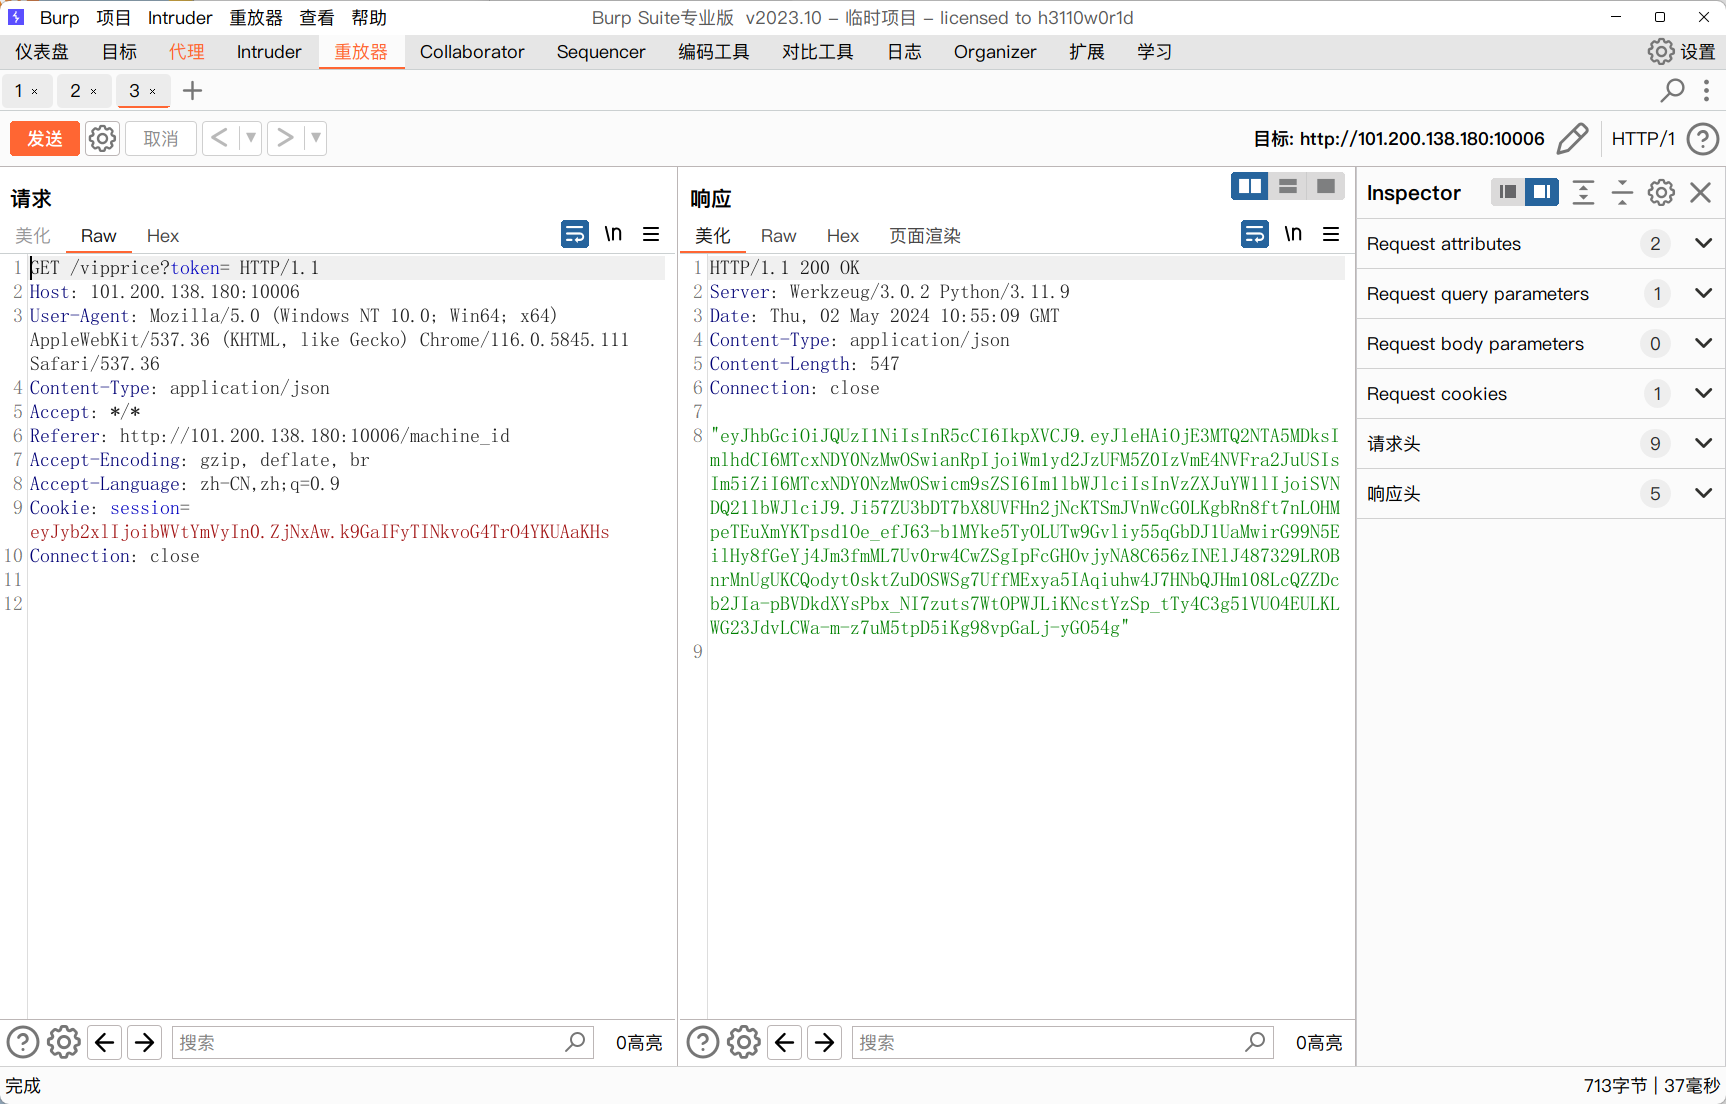 Burp 项目 Intruder 重放器 查看 帮助 Burp Suite专业版 v2023.10 – 临时项目 – licensed to h3110w0r1d
仪表盘 目标 代理 Intruder 重放器 Collaborator Sequencer 编码工具 对比工具 日志 Organizer 扩展 学习 设置
1 × 2 × 3 × +
发送 取消 < > 目标: http://101.200.138.180:10006 HTTP/1
请求
美化 Raw Hex \n
1 GET /vipprice?token= HTTP/1.1
2 Host: 101.200.138.180:10006
3 User-Agent: Mozilla/5.0 (Windows NT 10.0; Win64; x64)
AppleWebKit/537.36 (KHTML, like Gecko) Chrome/116.0.5845.111
Safari/537.36
4 Content-Type: application/json
5 Accept: */*
6 Referer: http://101.200.138.180:10006/machine_id
7 Accept-Encoding: gzip, deflate, br
8 Accept-Language: zh-CN,zh;q=0.9
9 Cookie: session=
eyJyb2xlIjoibWVtYmVyIn0.ZjNxAw.k9GaIFyTINkvoG4TrO4YKUAaKHs
10 Connection: close
11
12
响应
美化 Raw Hex 页面渲染 \n
1 HTTP/1.1 200 OK
2 Server: Werkzeug/3.0.2 Python/3.11.9
3 Date: Thu, 02 May 2024 10:55:09 GMT
4 Content-Type: application/json
5 Content-Length: 547
6 Connection: close
7
8 "eyJhbGciOiJQUzI1NiIsInR5cCI6IkpXVCJ9.eyJleHAiOjE3MTQ2NTA5MDksI
mlhdCI6MTcxNDY0NzMwOSwianRpIjoiWm1yd2JzUFM5Z0IzVmE4NVFra2JuUSIs
Im5iZiI6MTcxNDY0NzMwOSwicm9sZSI6Im1lbWJlciIsInVzZXJuYW1lIjoiSVN
DQ21lbWJlciJ9.Ji57ZU3bDT7bX8UVFHn2jNcKTSmJVnWcG0LKgbRn8ft7nLOHM
peTEuXmYKTpsd1Oe_efJ63-blMYke5TyOLUTw9Gvliy55qGbDJ1UaMwirG99N5E
ilHy8fGeYj4Jm3fmML7Uv0rw4CwZSgIpFcGHOvjyNA8C656zINElJ487329LROB
nrMnUgUKCQodyt0sktZuDOSWSg7UffMExya5IAqiuhw4J7HNbQJHm1O8LcQZZDc
b2JIa-pBVDkdXYsPbx_NI7zuts7WtOPWJLiKNcstYzSp_tTy4C3g51VUO4EULKL
WG23JdvLCWa-m-z7uM5tpD5iKg98vpGaLj-yGO54g"
9
Inspector
Request attributes 2
Request query parameters 1
Request body parameters 0
Request cookies 1
请求头 9
响应头 5
搜索 0高亮
搜索 0高亮
完成 713字节 | 37毫秒